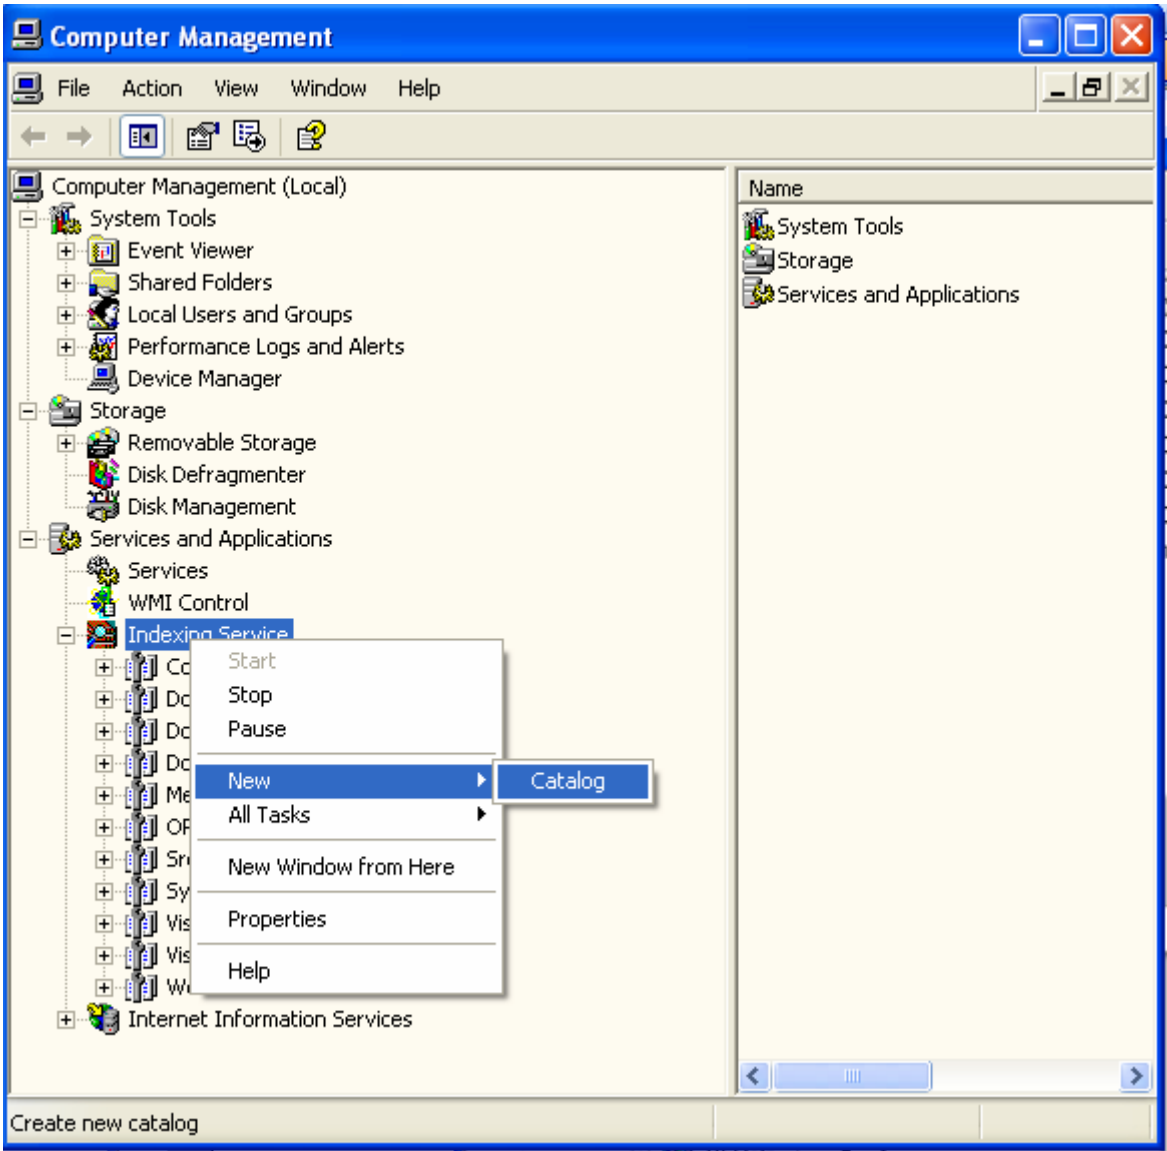 Computer Management
File Action View Window Help
Computer Management (Local)
System Tools
Event Viewer
Shared Folders
Local Users and Groups
Performance Logs and Alerts
Device Manager
Storage
Removable Storage
Disk Defragmenter
Disk Management
Services and Applications
Services
WMI Control
Indexing Service
Start
Stop
Pause
New
Catalog
All Tasks
New Window from Here
Properties
Help
Internet Information Services
Name
System Tools
Storage
Services and Applications
Create new catalog